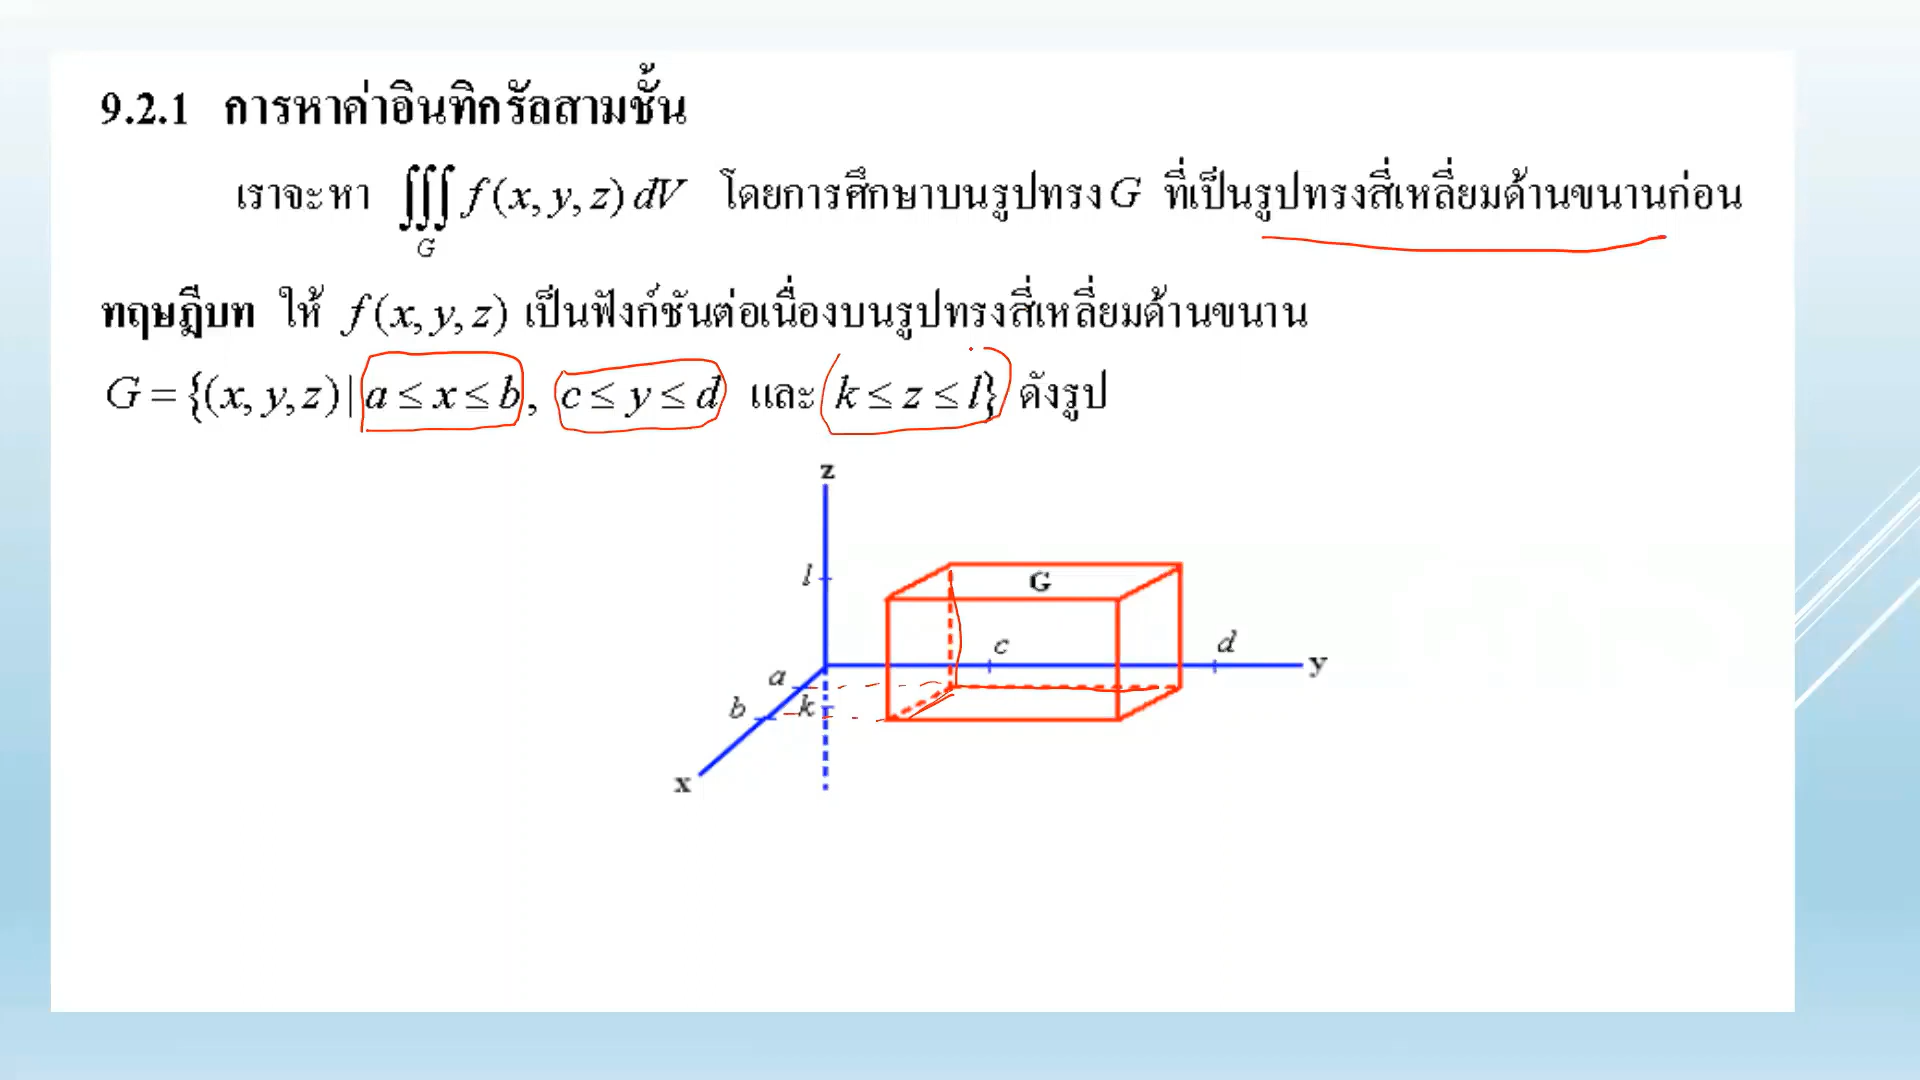 9.2.1 การหาค่าอินทิกรัลสามชั้น
เราจะหา ∭_G f(x, y, z) dV โดยการศึกษาบนรูปทรง G ที่เป็นรูปทรงสี่เหลี่ยมด้านขนานก่อน
ทฤษฎีบท ให้ f(x, y, z) เป็นฟังก์ชันต่อเนื่องบนรูปทรงสี่เหลี่ยมด้านขนาน
G = {(x, y, z) | a ≤ x ≤ b, c ≤ y ≤ d และ k ≤ z ≤ l} ดังรูป
z
l
G
c
d
y
a
b
k
x